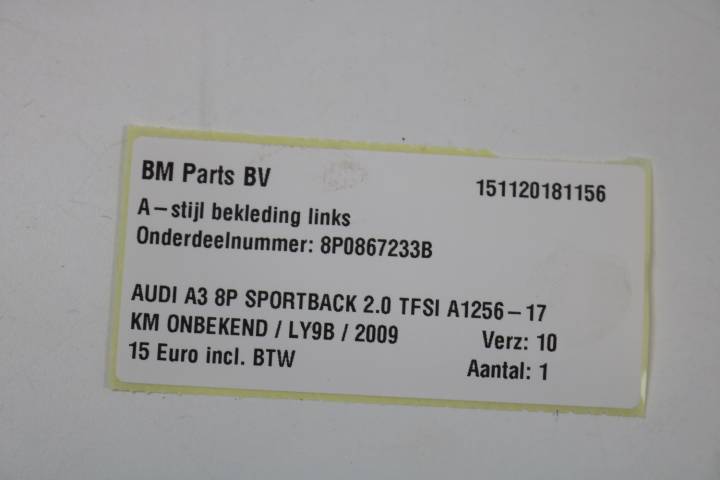 BM Parts BV 151120181156
A-stijl bekleding links
Onderdeelnummer: 8P0867233B
AUDI A3 8P SPORTBACK 2.0 TFSI A1256-17
KM ONBEKEND / LY9B / 2009 Verz: 10
15 Euro incl. BTW Aantal: 1